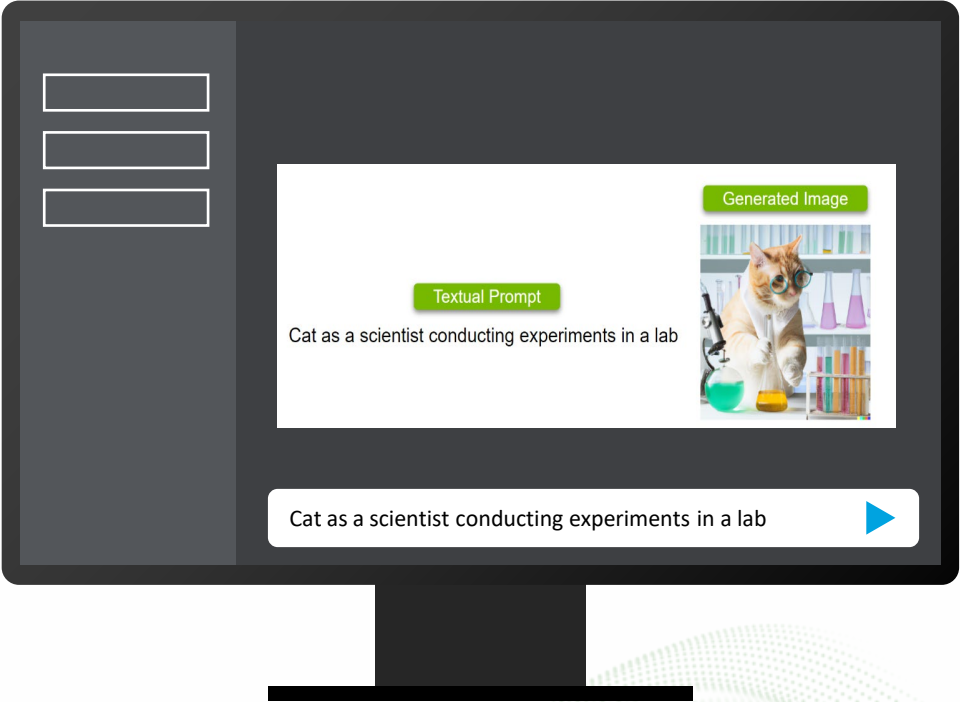 Generated Image
Textual Prompt
Cat as a scientist conducting experiments in a lab
Cat as a scientist conducting experiments in a lab